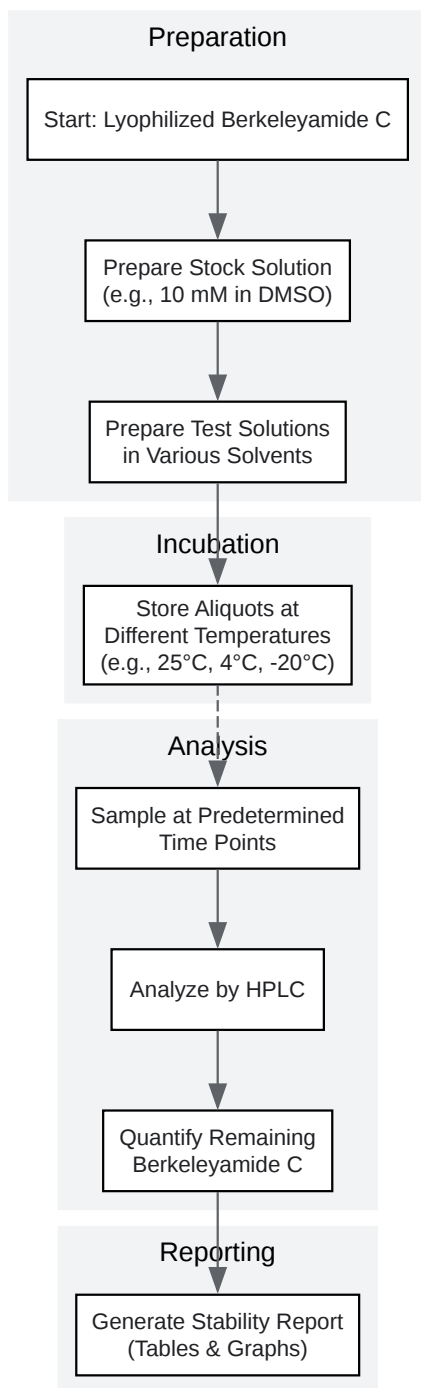 Preparation
Start: Lyophilized Berkeleyamide C
Prepare Stock Solution
(e.g., 10 mM in DMSO)
Prepare Test Solutions
in Various Solvents
Incubation
Store Aliquots at
Different Temperatures
(e.g., 25°C, 4°C, -20°C)
Analysis
Sample at Predetermined
Time Points
Analyze by HPLC
Quantify Remaining
Berkeleyamide C
Reporting
Generate Stability Report
(Tables & Graphs)